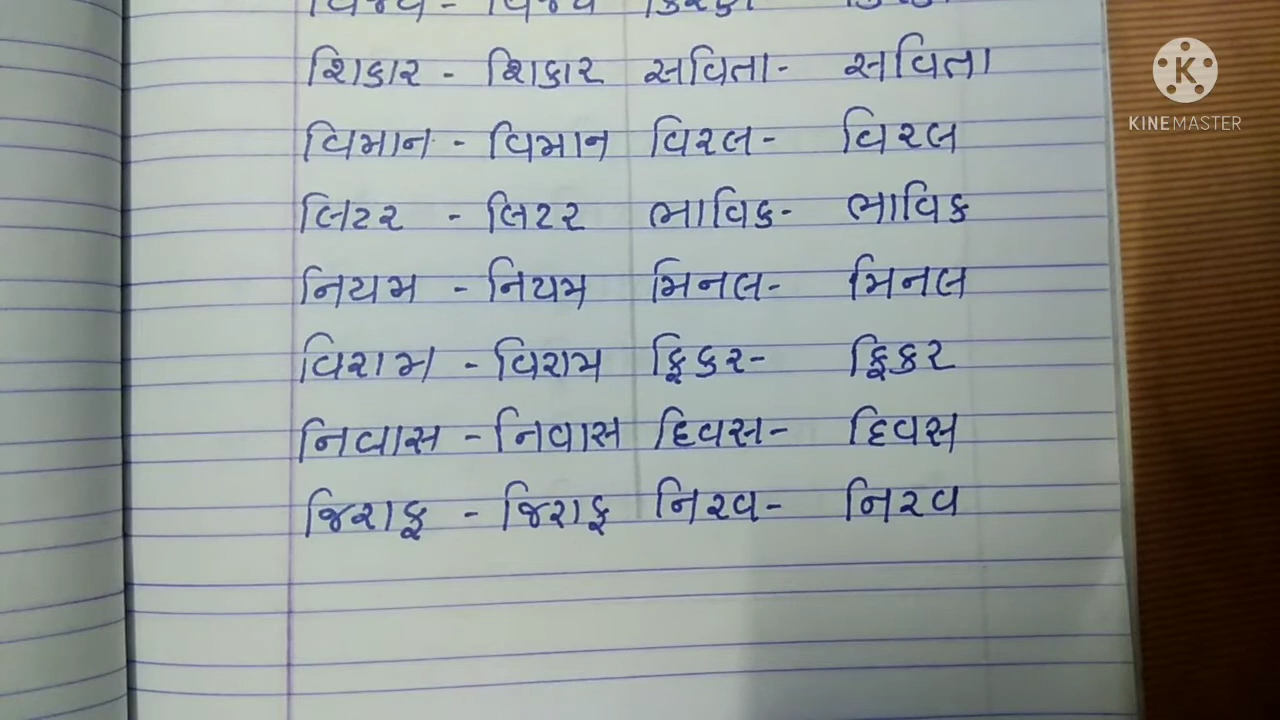 શિકાર - શિકાર સવિતા- સવિતા
વિમાન - વિમાન વિરલ- વિરલ
લિટર - લિટર ભાવિક- ભાવિક
નિયમ - નિયમ મિનલ- મિનલ
વિરામ - વિરામ ફિકર- ફિકર
નિવાસ - નિવાસ દિવસ- દિવસ
જિરાફ - જિરાફ નિરવ- નિરવ
K
KINEMASTER